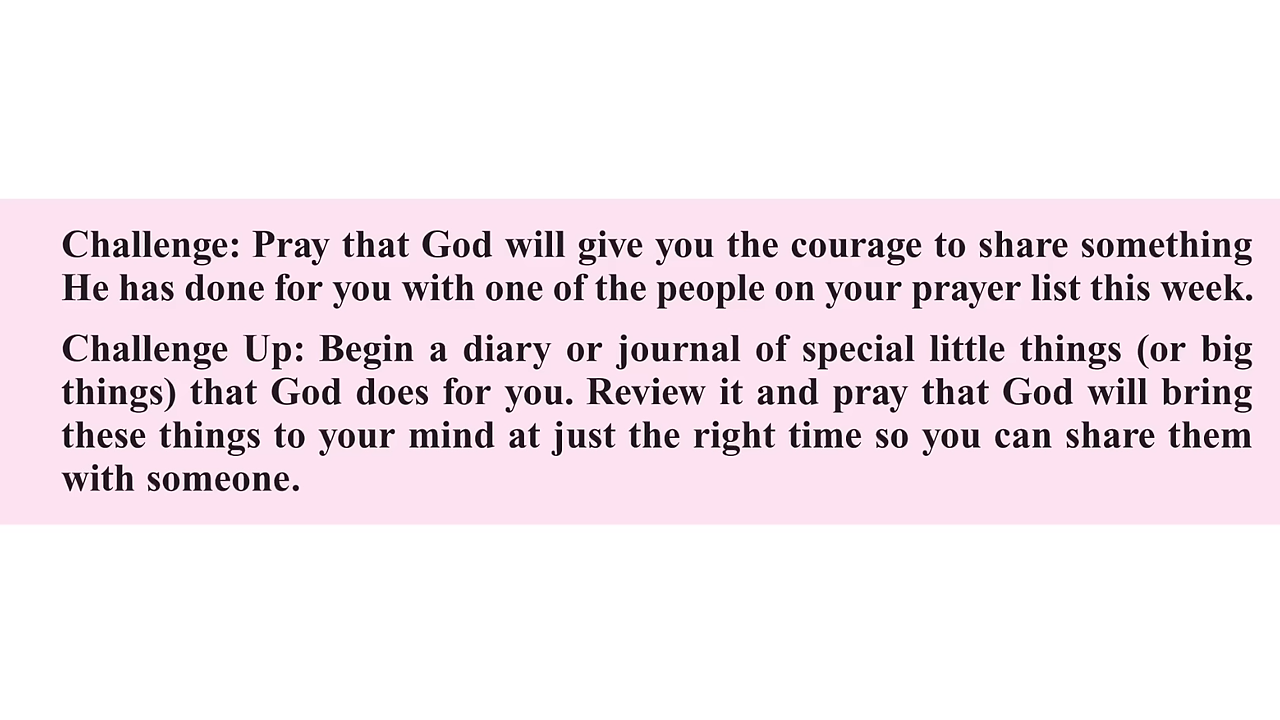 Challenge: Pray that God will give you the courage to share something
He has done for you with one of the people on your prayer list this week.
Challenge Up: Begin a diary or journal of special little things (or big
things) that God does for you. Review it and pray that God will bring
these things to your mind at just the right time so you can share them
with someone.